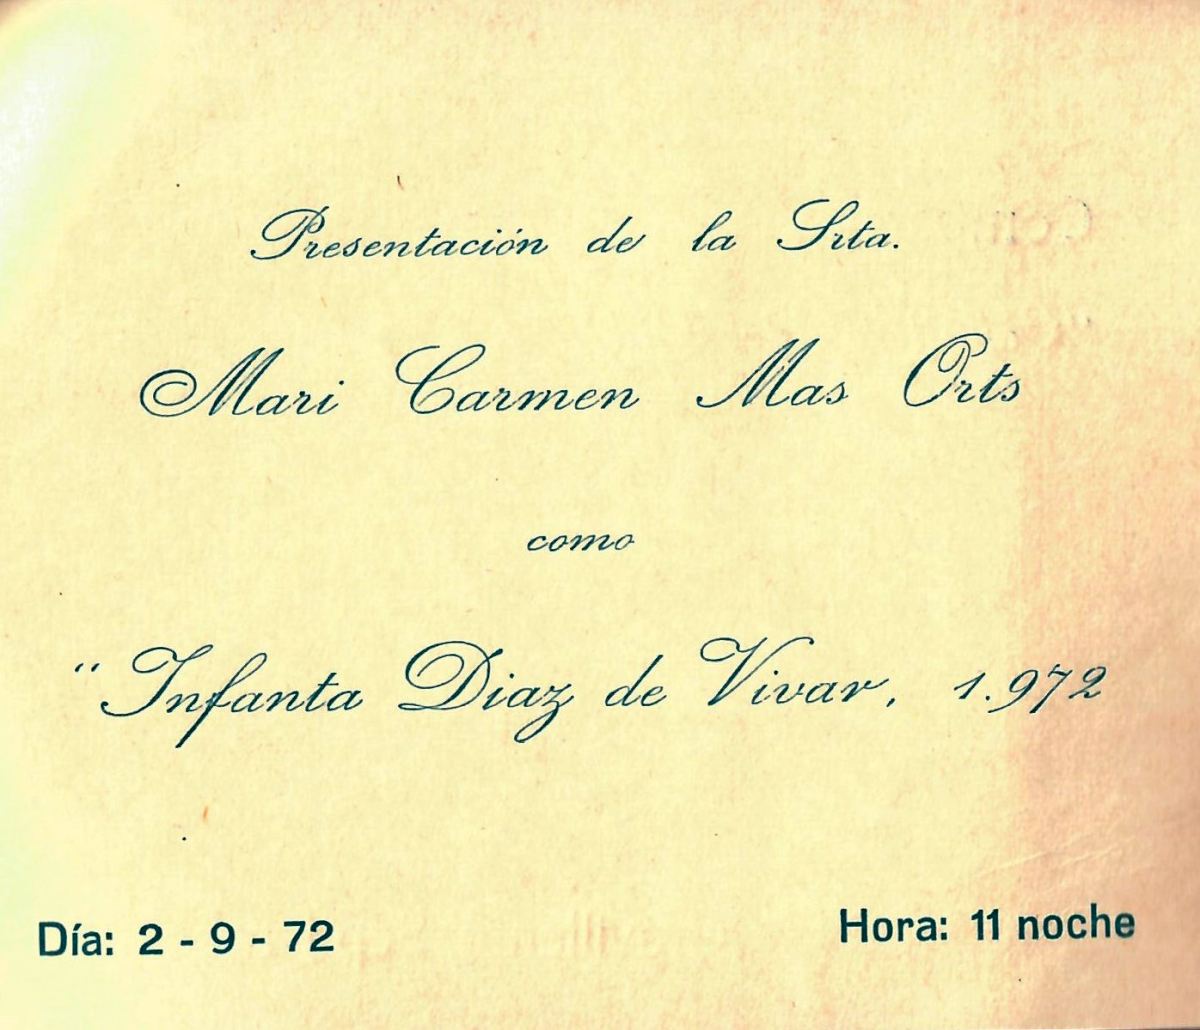 Presentación de la Srta.
Mari Carmen Mas Orts
como
“Infanta Diaz de Vivar, 1.972
Día: 2 - 9 - 72
Hora: 11 noche